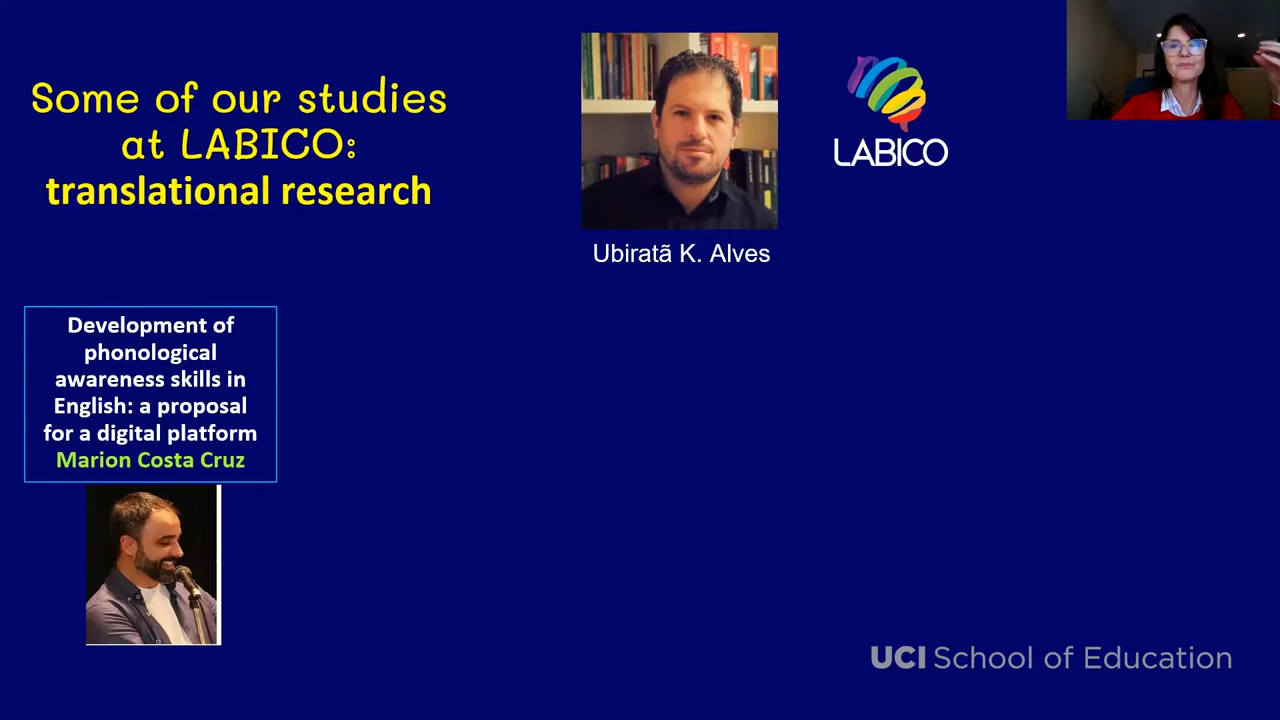 Some of our studies
at LABICO:
translational research
LABICO
Ubiratã K. Alves
Development of
phonological
awareness skills in
English: a proposal
for a digital platform
Marion Costa Cruz
UCI School of Education